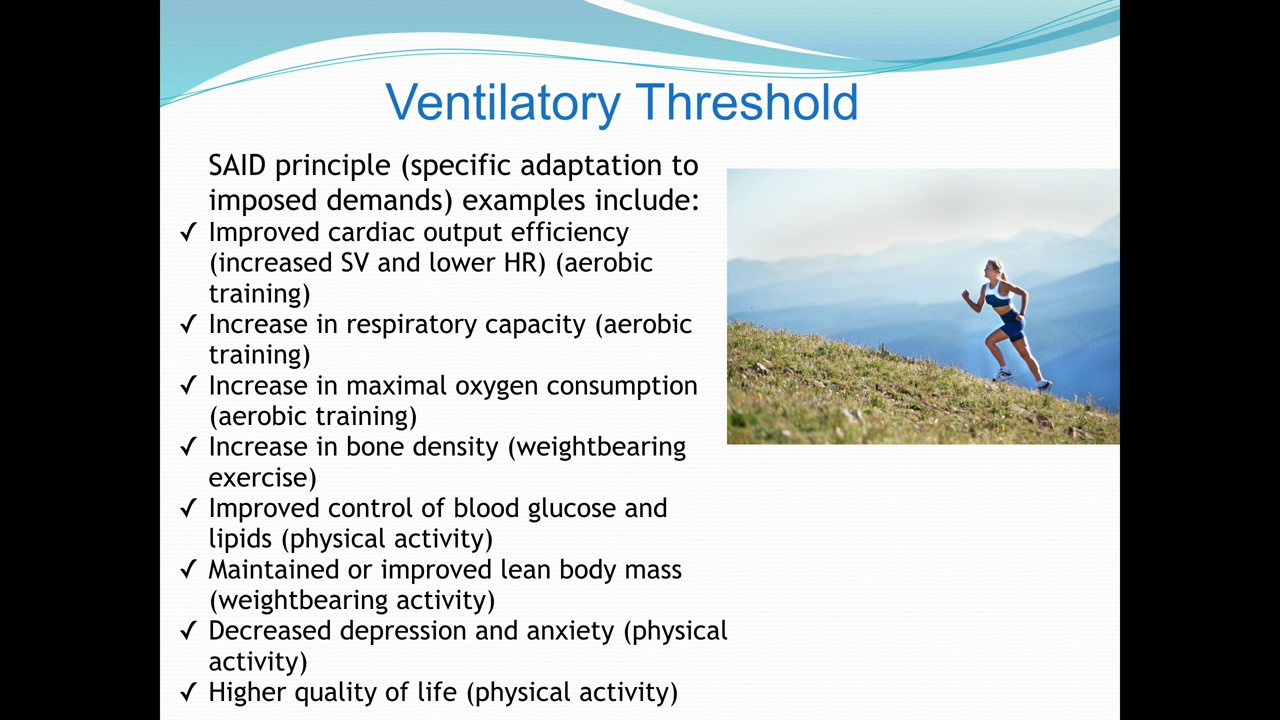 Ventilatory Threshold
SAID principle (specific adaptation to
imposed demands) examples include:
✓ Improved cardiac output efficiency
(increased SV and lower HR) (aerobic
training)
✓ Increase in respiratory capacity (aerobic
training)
✓ Increase in maximal oxygen consumption
(aerobic training)
✓ Increase in bone density (weightbearing
exercise)
✓ Improved control of blood glucose and
lipids (physical activity)
✓ Maintained or improved lean body mass
(weightbearing activity)
✓ Decreased depression and anxiety (physical
activity)
✓ Higher quality of life (physical activity)